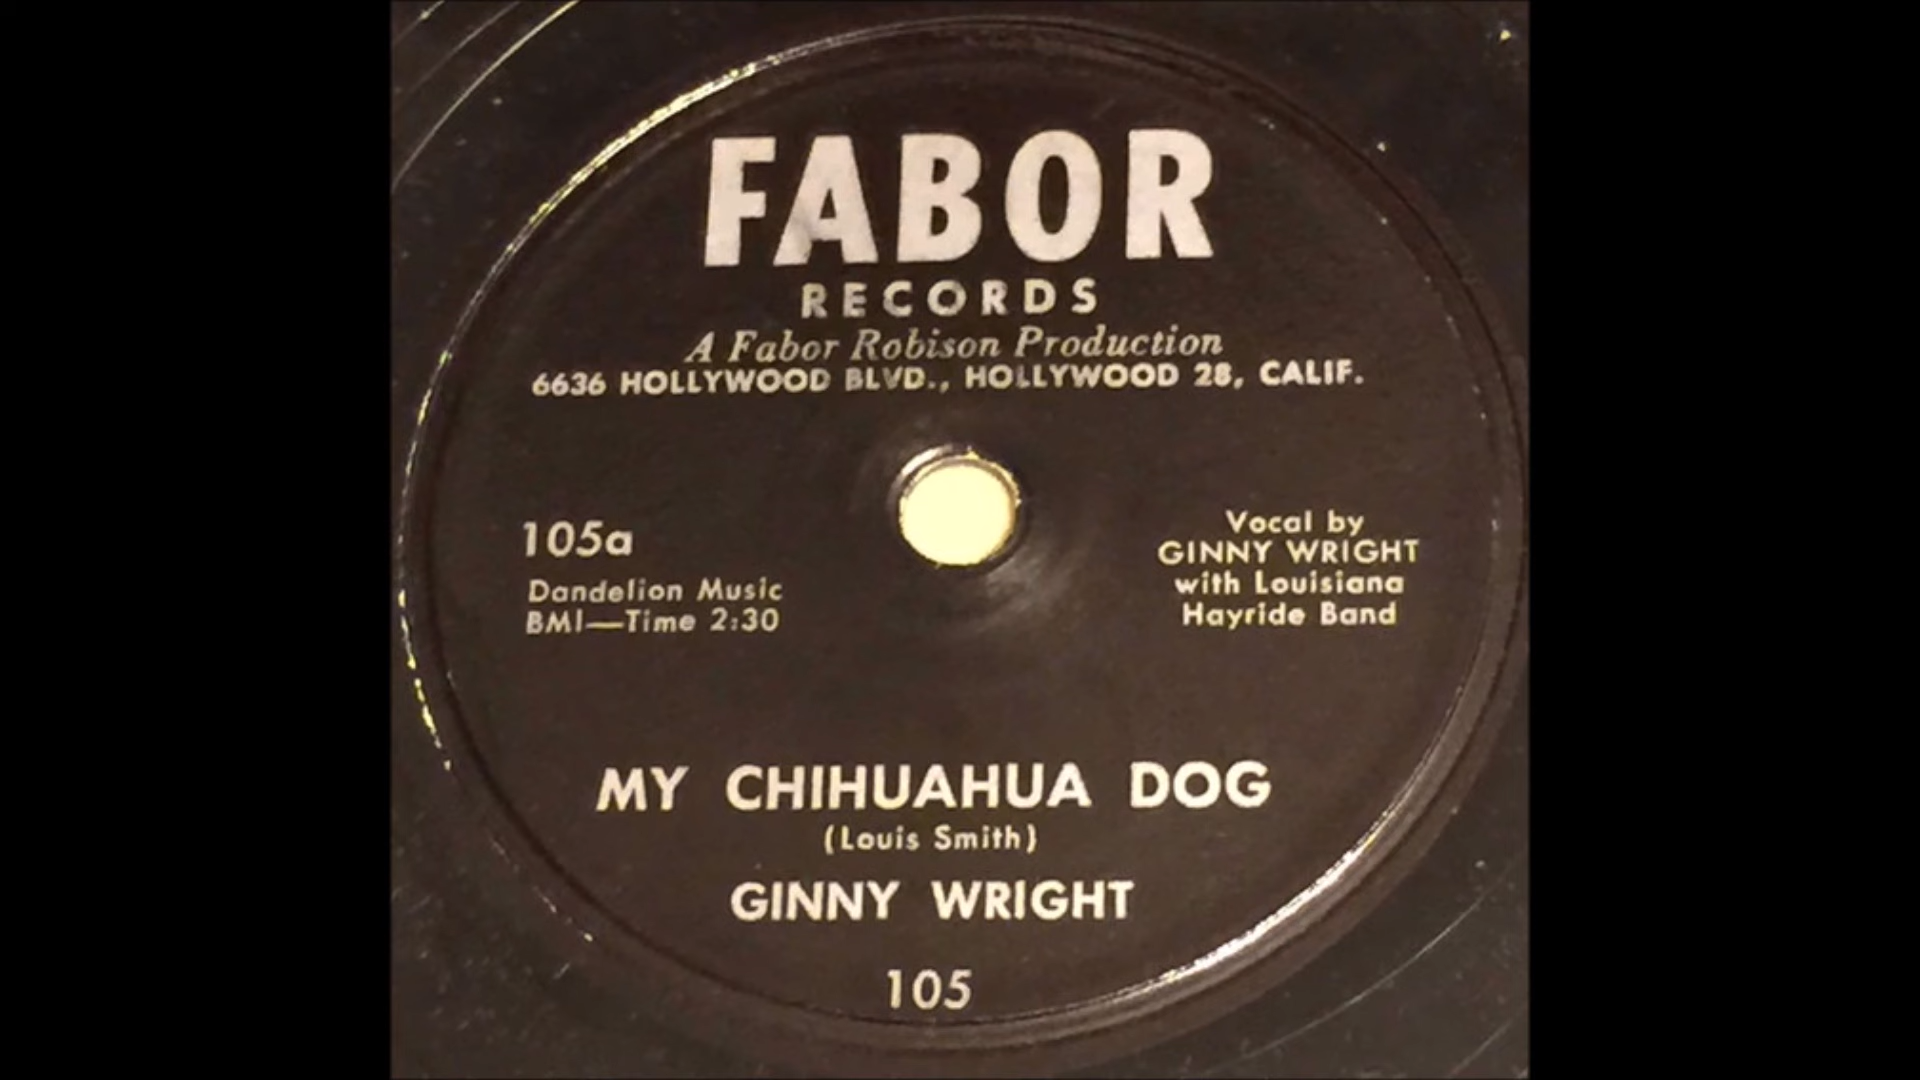 FABOR
RECORDS
A Fabor Robison Production
6636 HOLLYWOOD BLVD., HOLLYWOOD 28, CALIF.
105a
Dandelion Music
BMI—Time 2:30
Vocal by
GINNY WRIGHT
with Louisiana
Hayride Band
MY CHIHUAHUA DOG
(Louis Smith)
GINNY WRIGHT
105